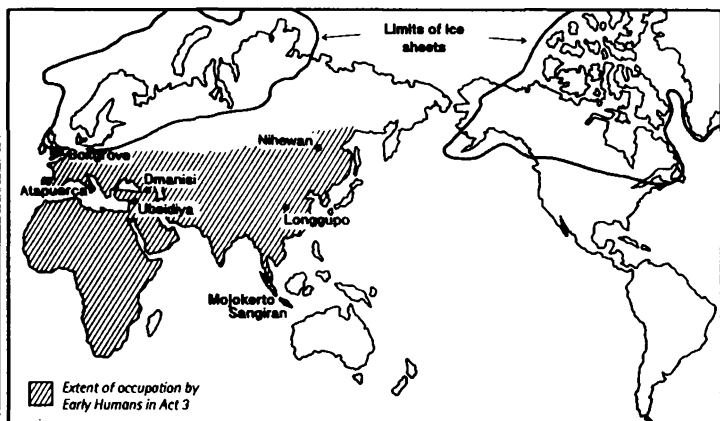 Limits of ice
sheets
Nihewan
Boxgrove
Dmanisi
Atapuerca
Ubeidiya
Longgupo
Mojokerto
Sangiran
Extent of occupation by
Early Humans in Act 3